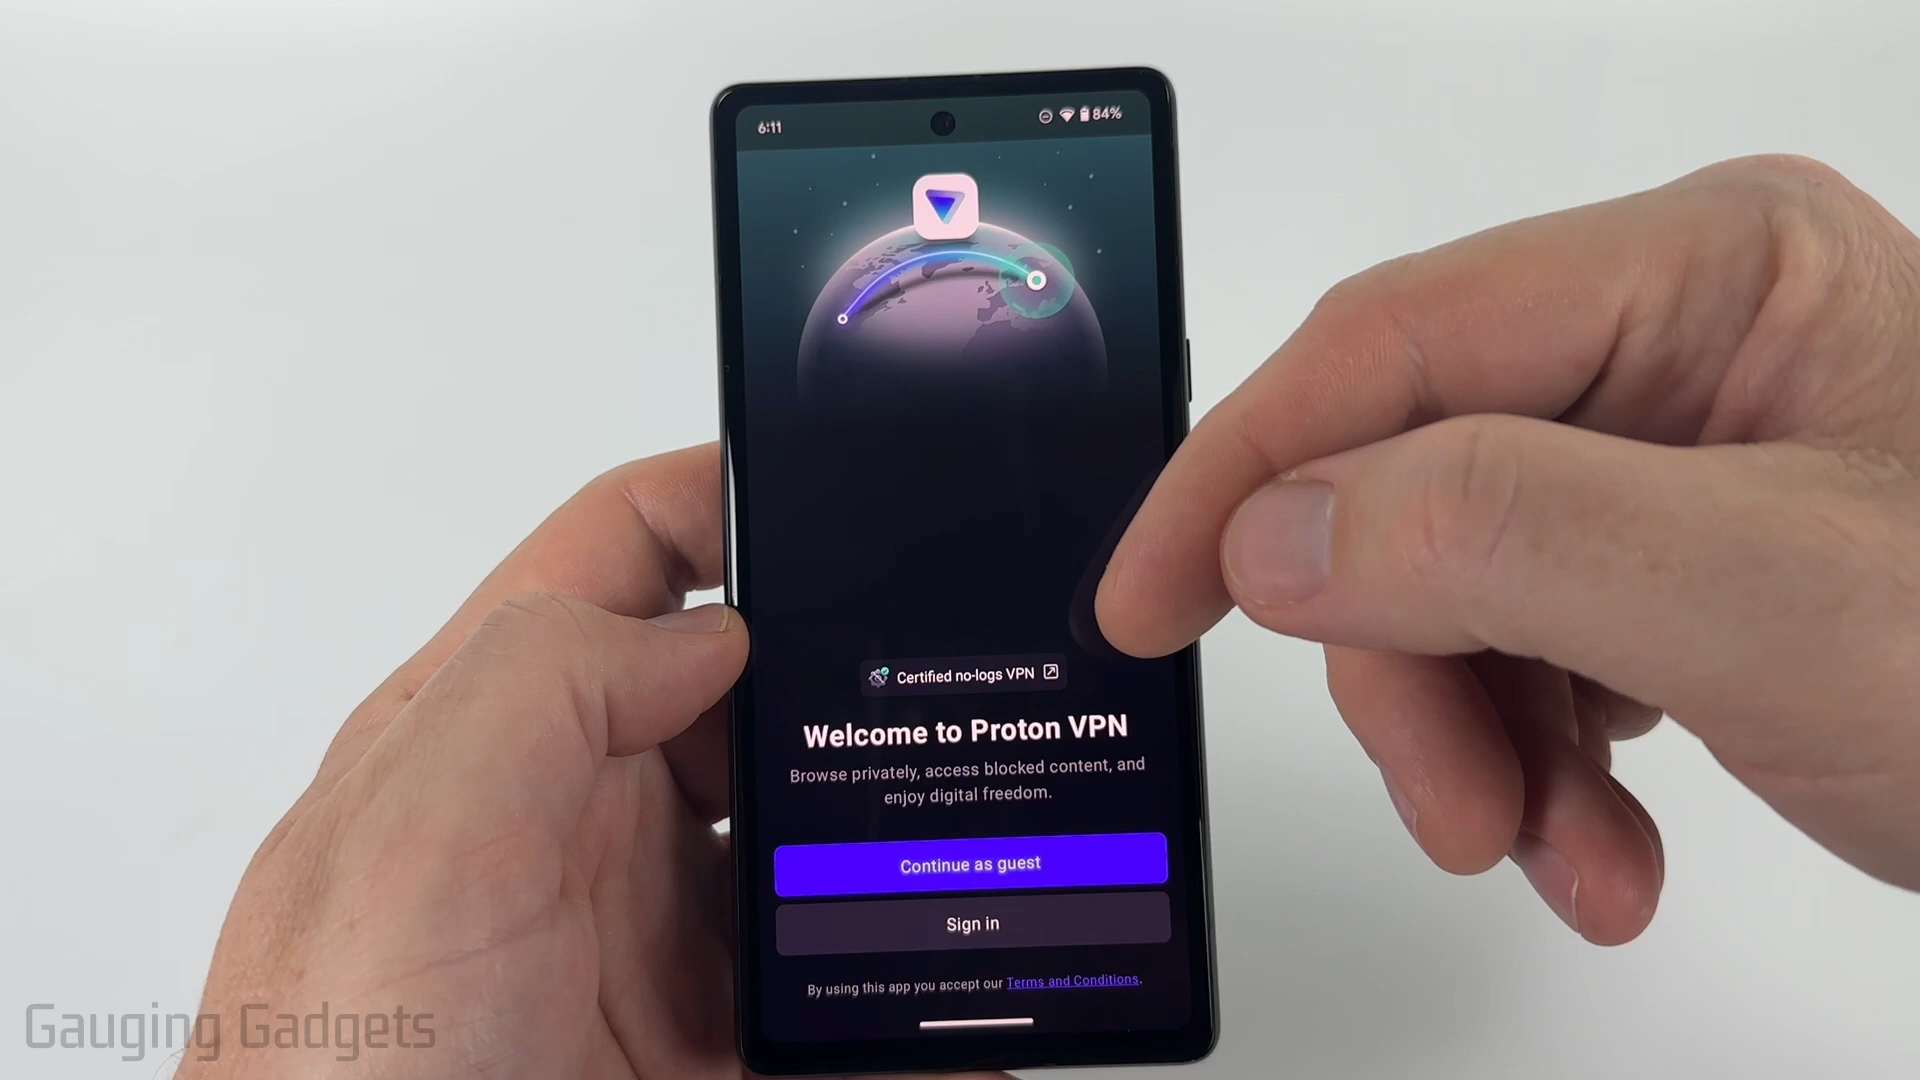 6:11
84%
Certified no-logs VPN
Welcome to Proton VPN
Browse privately, access blocked content, and
enjoy digital freedom.
Continue as guest
Sign in
By using this app you accept our Terms and Conditions.
Gauging Gadgets